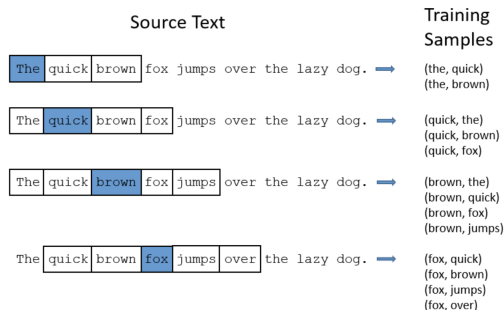 Source Text
Training
Samples
The quick brown fox jumps over the lazy dog.
(the, quick)
(the, brown)
The quick brown fox jumps over the lazy dog.
(quick, the)
(quick, brown)
(quick, fox)
The quick brown fox jumps over the lazy dog.
(brown, the)
(brown, quick)
(brown, fox)
(brown, jumps)
The quick brown fox jumps over the lazy dog.
(fox, quick)
(fox, brown)
(fox, jumps)
(fox, over)